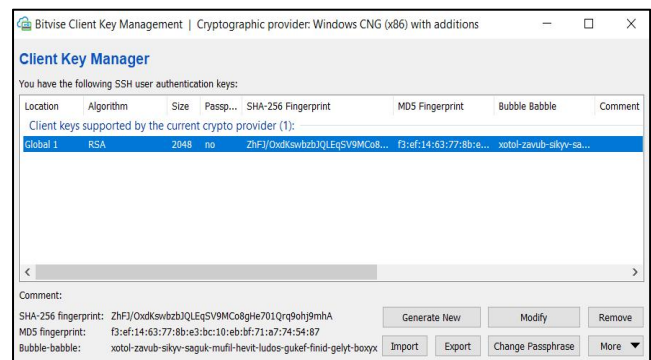 Bitvise Client Key Management | Cryptographic provider: Windows CNG (x86) with additions
Client Key Manager
You have the following SSH user authentication keys:
Location Algorithm Size Passp... SHA-256 Fingerprint MD5 Fingerprint Bubble Babble Comment
Client keys supported by the current crypto provider (1):
Global 1 RSA 2048 no ZhFJ/OxdKswbzbJQLEqSV9MCo8... f3:ef:14:63:77:8b:e... xotol-zavub-sikyv-sa...
Comment:
SHA-256 fingerprint: ZhFJ/OxdKswbzbJQLEqSV9MCo8gHe701Qrq9ohj9mhA
MD5 fingerprint: f3:ef:14:63:77:8b:e3:bc:10:eb:bf:71:a7:74:54:87
Bubble-babble: xotol-zavub-sikyv-saguk-mufil-hevit-ludos-gukef-finid-gelyt-boxyx
Generate New Modify Remove
Import Export Change Passphrase More